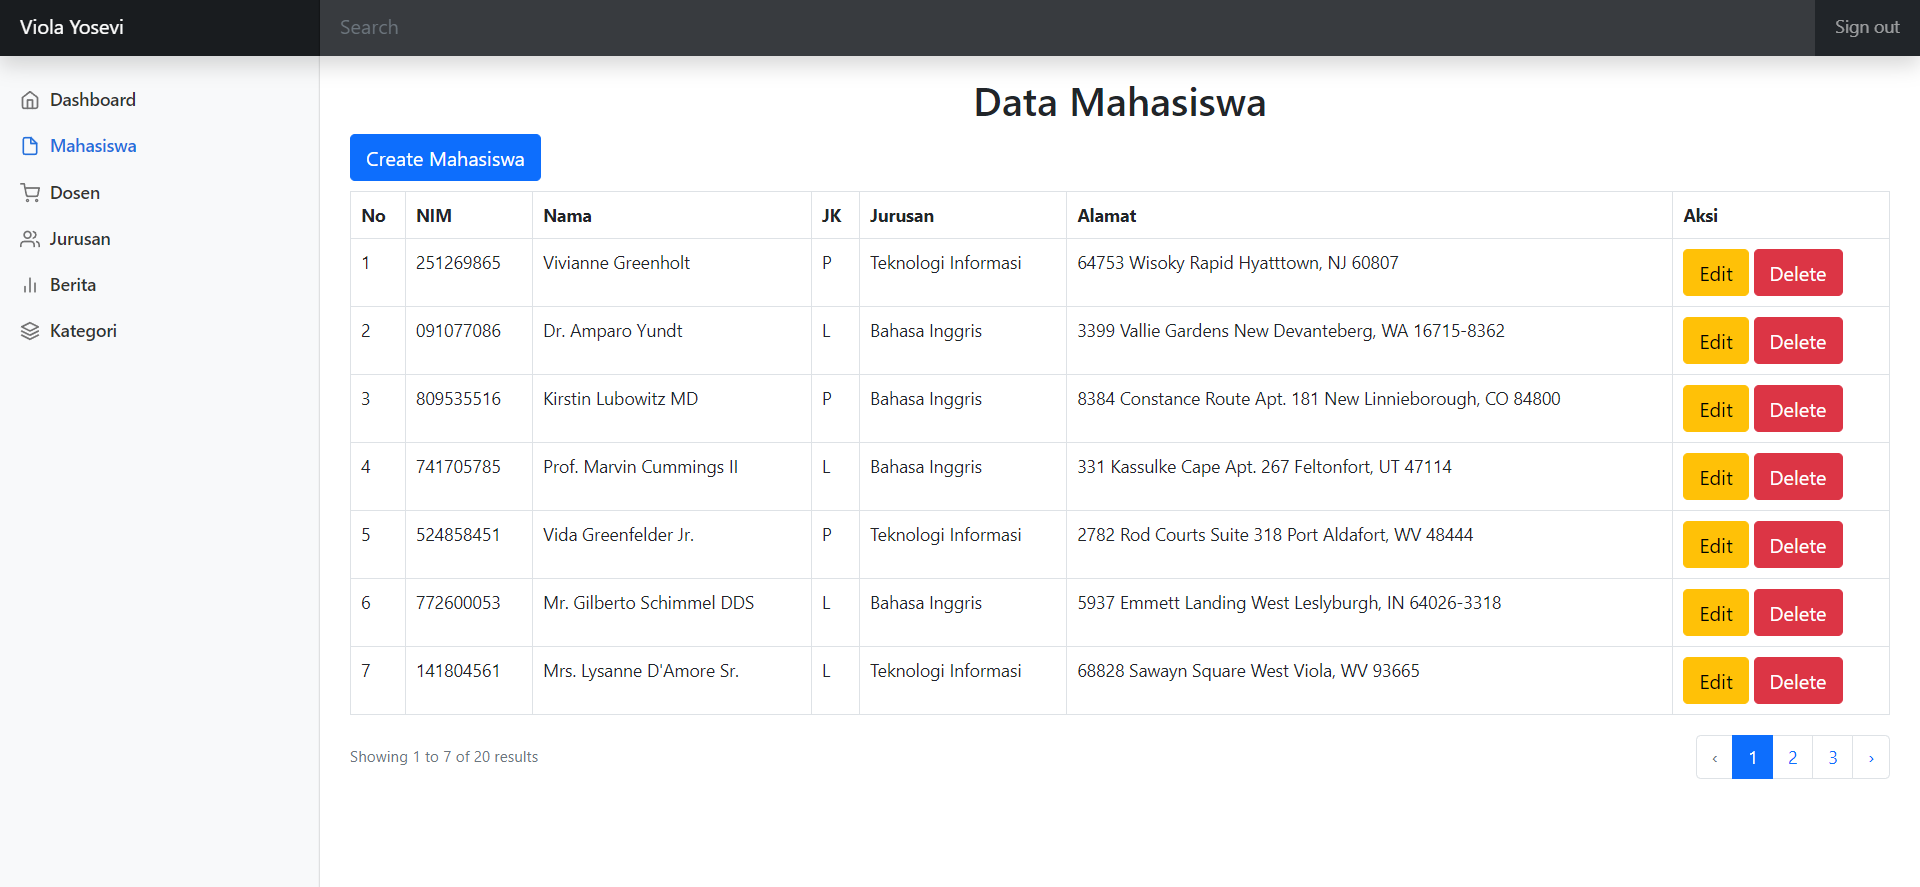 Viola Yosevi
Search
Sign out
Dashboard
Mahasiswa
Dosen
Jurusan
Berita
Kategori
Data Mahasiswa
Create Mahasiswa
No NIM Nama JK Jurusan Alamat Aksi
1 251269865 Vivianne Greenholt P Teknologi Informasi 64753 Wisoky Rapid Hyatttown, NJ 60807 Edit Delete
2 091077086 Dr. Amparo Yundt L Bahasa Inggris 3399 Vallie Gardens New Devanteberg, WA 16715-8362 Edit Delete
3 809535516 Kirstin Lubowitz MD P Bahasa Inggris 8384 Constance Route Apt. 181 New Linnieborough, CO 84800 Edit Delete
4 741705785 Prof. Marvin Cummings II L Bahasa Inggris 331 Kassulke Cape Apt. 267 Feltonfort, UT 47114 Edit Delete
5 524858451 Vida Greenfelder Jr. P Teknologi Informasi 2782 Rod Courts Suite 318 Port Aldafort, WV 48444 Edit Delete
6 772600053 Mr. Gilberto Schimmel DDS L Bahasa Inggris 5937 Emmett Landing West Leslyburgh, IN 64026-3318 Edit Delete
7 141804561 Mrs. Lysanne D'Amore Sr. L Teknologi Informasi 68828 Sawayn Square West Viola, WV 93665 Edit Delete
Showing 1 to 7 of 20 results
‹ 1 2 3 ›